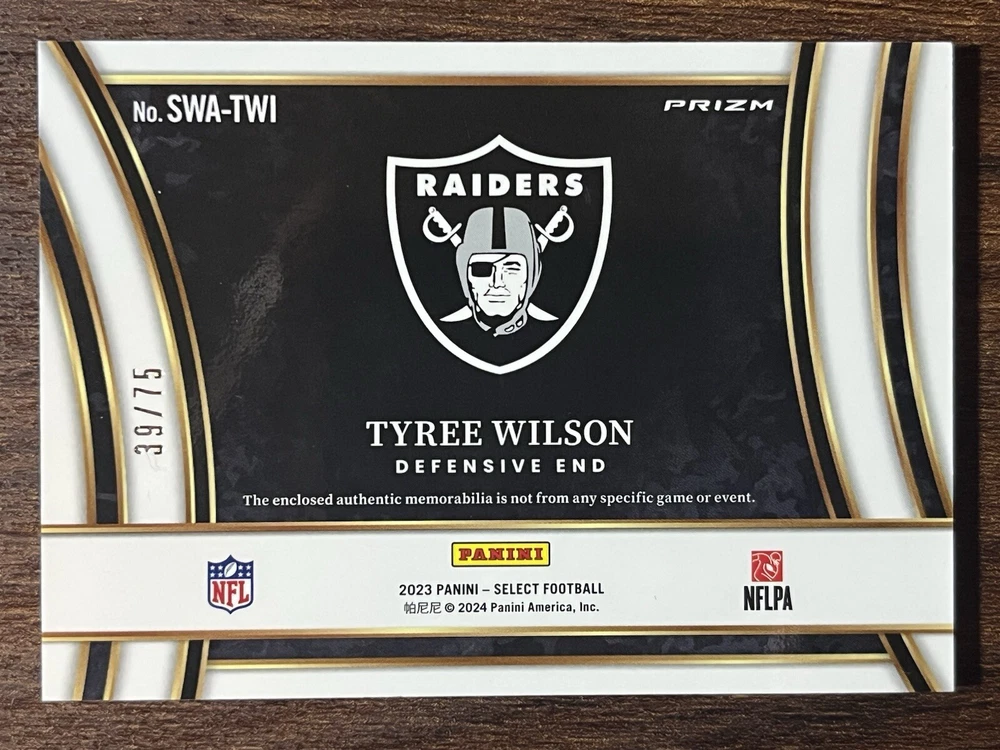 No. SWA-TWI
PRIZM
RAIDERS
39/75
TYREE WILSON
DEFENSIVE END
The enclosed authentic memorabilia is not from any specific game or event.
PANINI
NFL
2023 PANINI – SELECT FOOTBALL
帕尼尼 © 2024 Panini America, Inc.
NFLPA